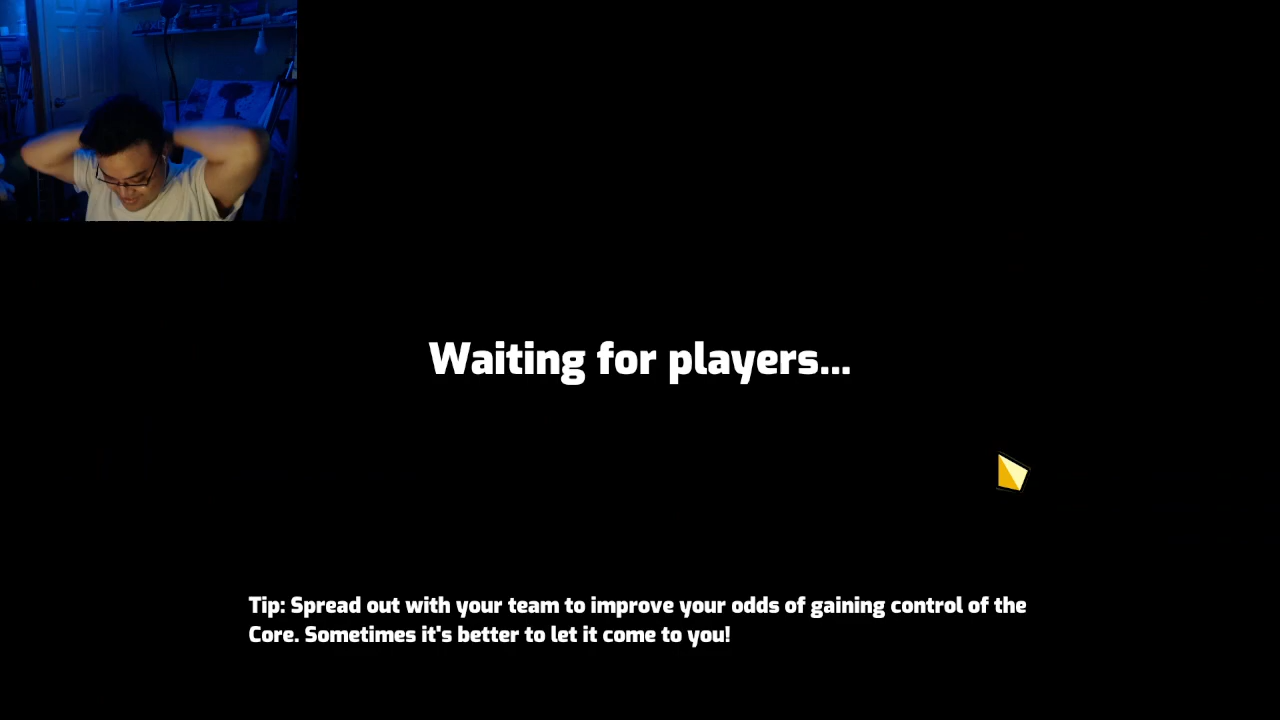 Waiting for players...
Tip: Spread out with your team to improve your odds of gaining control of the
Core. Sometimes it's better to let it come to you!